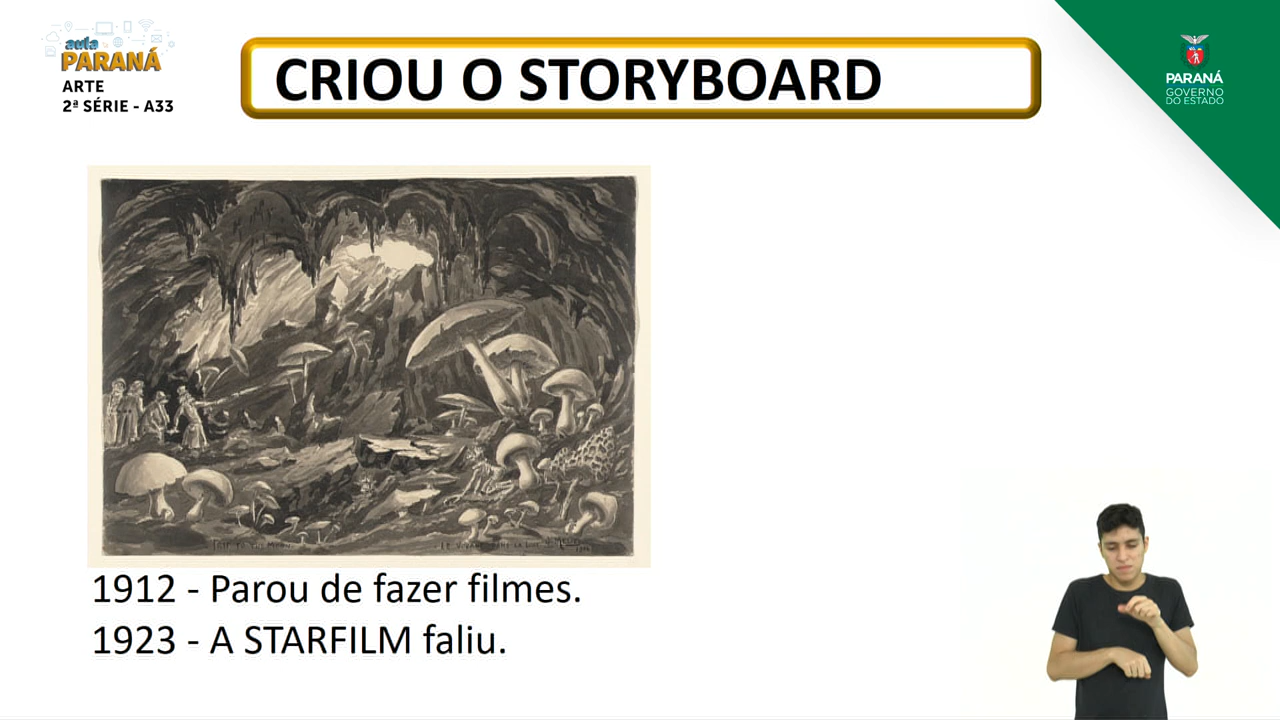 aula
PARANÁ
ARTE
2ª SÉRIE - A33
CRIOU O STORYBOARD
PARANÁ
GOVERNO
DO ESTADO
1912 - Parou de fazer filmes.
1923 - A STARFILM faliu.